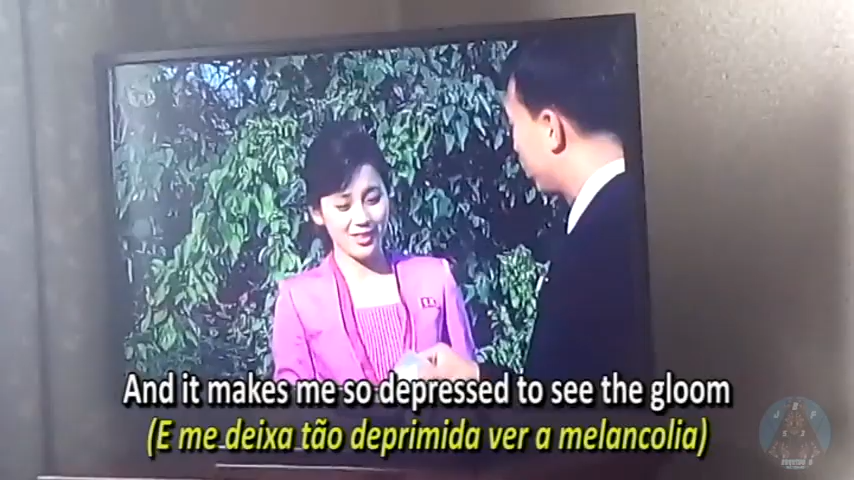 And it makes me so depressed to see the gloom
(E me deixa tão deprimida ver a melancolia)
J B F